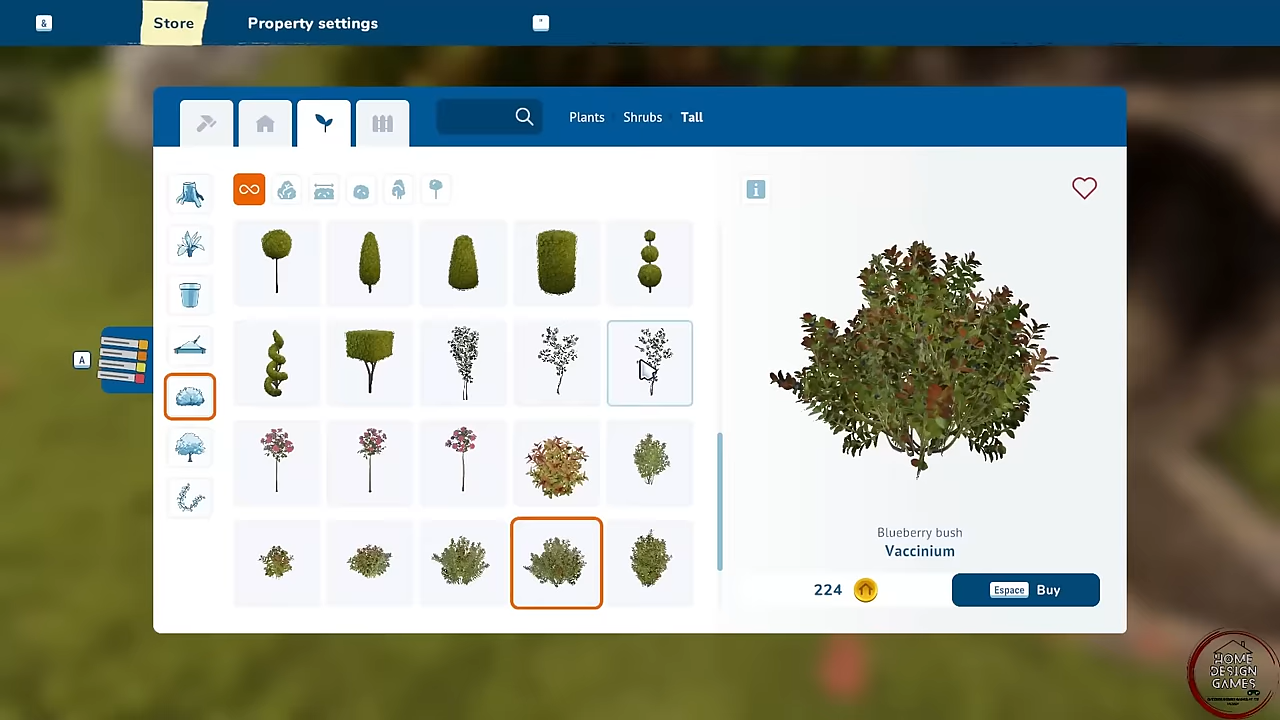 & Store Property settings "
Plants Shrubs Tall
A
Blueberry bush
Vaccinium
224 Espace Buy
HOME
DESIGN
GAMES